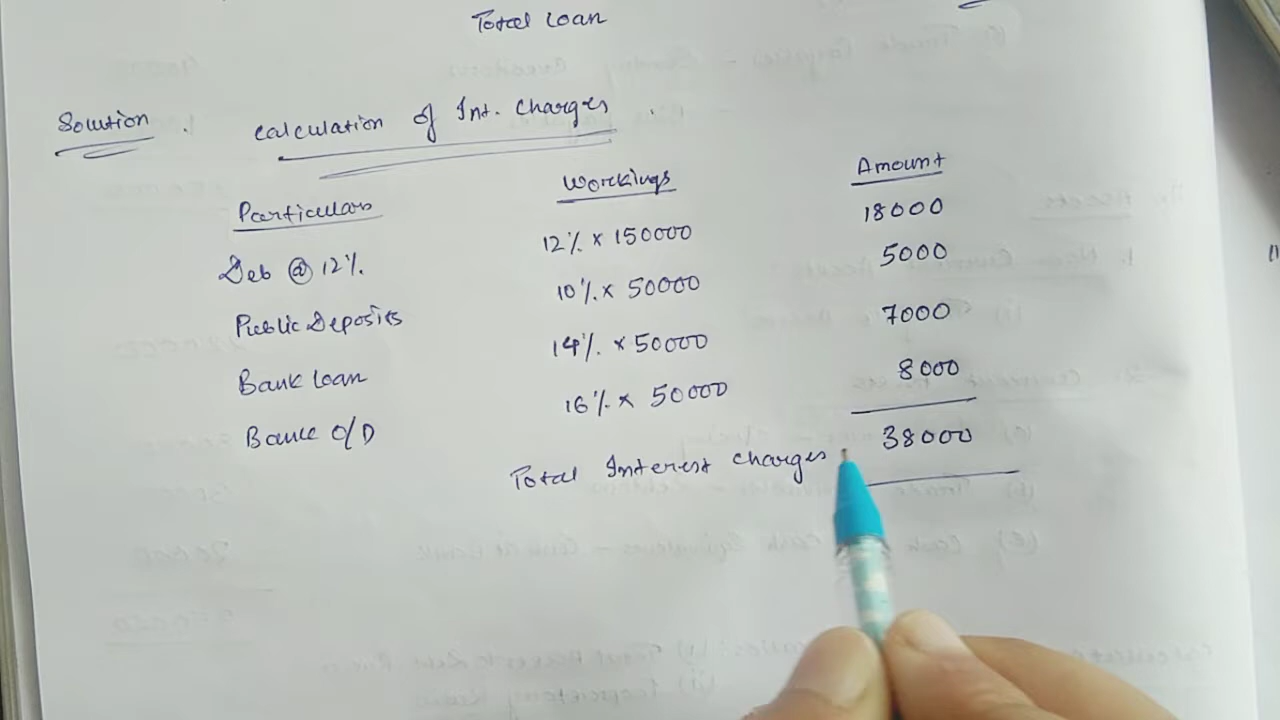 Total Loan
Solution . Calculation of Int. Charges .
Particulars Workings Amount
Deb @ 12% 12% x 150000 18000
Public Deposits 10% x 50000 5000
Bank Loan 14% x 50000 7000
Bank O/D 16% x 50000 8000
Total Interest Charges 38000